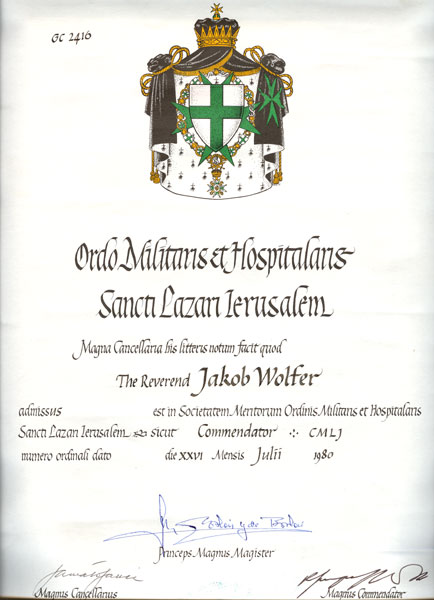 GC 2416
Ordo Militaris et Hospitalaris
Sancti Lazari Ierusalem
Magna Cancellaria his litteris notum facit quod
The Reverend Jakob Wolfer
admissus est in Societatem Meritorum Ordinis Militaris et Hospitalaris
Sancti Lazari Ierusalem sicut Commendator CMLJ
numero ordinali dato die XXVI Mensis Julii 1980
Princeps Magnus Magister
Magnus Cancellarius Magnus Commendator